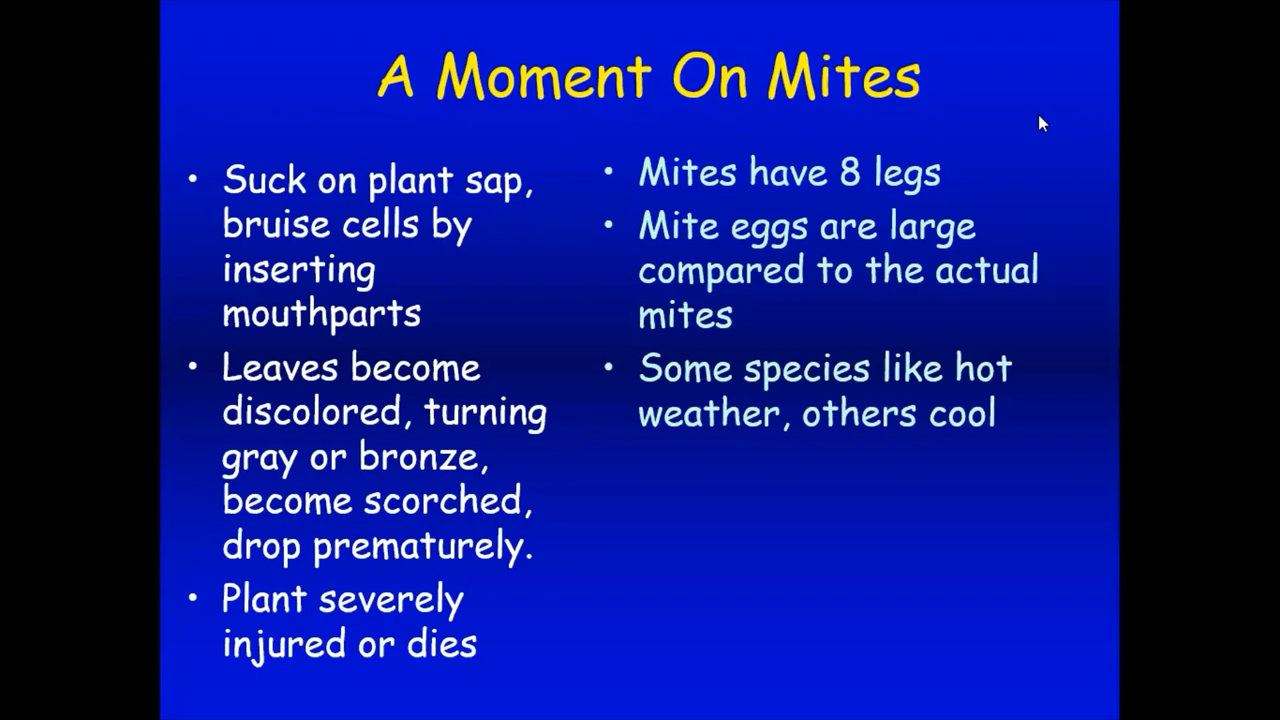 A Moment On Mites
• Suck on plant sap,
bruise cells by
inserting
mouthparts
• Leaves become
discolored, turning
gray or bronze,
become scorched,
drop prematurely.
• Plant severely
injured or dies
• Mites have 8 legs
• Mite eggs are large
compared to the actual
mites
• Some species like hot
weather, others cool